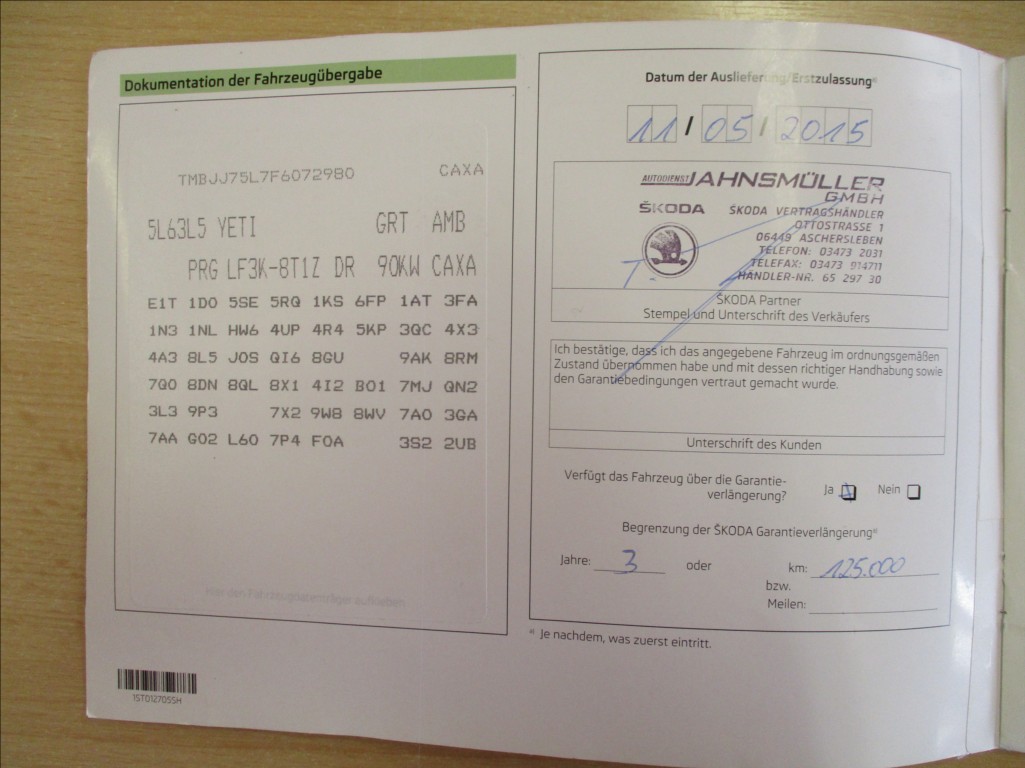 Dokumentation der Fahrzeugübergabe
TMBJJ75L7F6072980 CAXA
5L63L5 YETI GRT AMB
PRG LF3K-8T1Z DR 90KW CAXA
E1T 1D0 5SE 5RQ 1KS 6FP 1AT 3FA
1N3 1NL HW6 4UP 4R4 5KP 3QC 4X3
4A3 8L5 J0S QI6 8GU 9AK 8RM
7Q0 8DN 8QL 8X1 4I2 B01 7MJ QN2
3L3 9P3 7X2 9W8 8WV 7A0 3GA
7AA G02 L60 7P4 F0A 3S2 2UB
Hier den Fahrzeugdatenträger aufkleben
1ST012705SH
Datum der Auslieferung/Erstzulassung*
11 / 05 / 2015
AUTODIENST JAHNSMÜLLER
GMBH
ŠKODA ŠKODA VERTRAGSHÄNDLER
OTTOSTRASSE 1
06449 ASCHERSLEBEN
TELEFON: 03473 2031
TELEFAX: 03473 914711
HÄNDLER-NR. 65 297 30
ŠKODA Partner
Stempel und Unterschrift des Verkäufers
Ich bestätige, dass ich das angegebene Fahrzeug im ordnungsgemäßen
Zustand übernommen habe und mit dessen richtiger Handhabung sowie
den Garantiebedingungen vertraut gemacht wurde.
Unterschrift des Kunden
Verfügt das Fahrzeug über die Garantie-
verlängerung? Ja Nein
Begrenzung der ŠKODA Garantieverlängerung*
Jahre: 3 oder km: 125.000
bzw.
Meilen:
* Je nachdem, was zuerst eintritt.